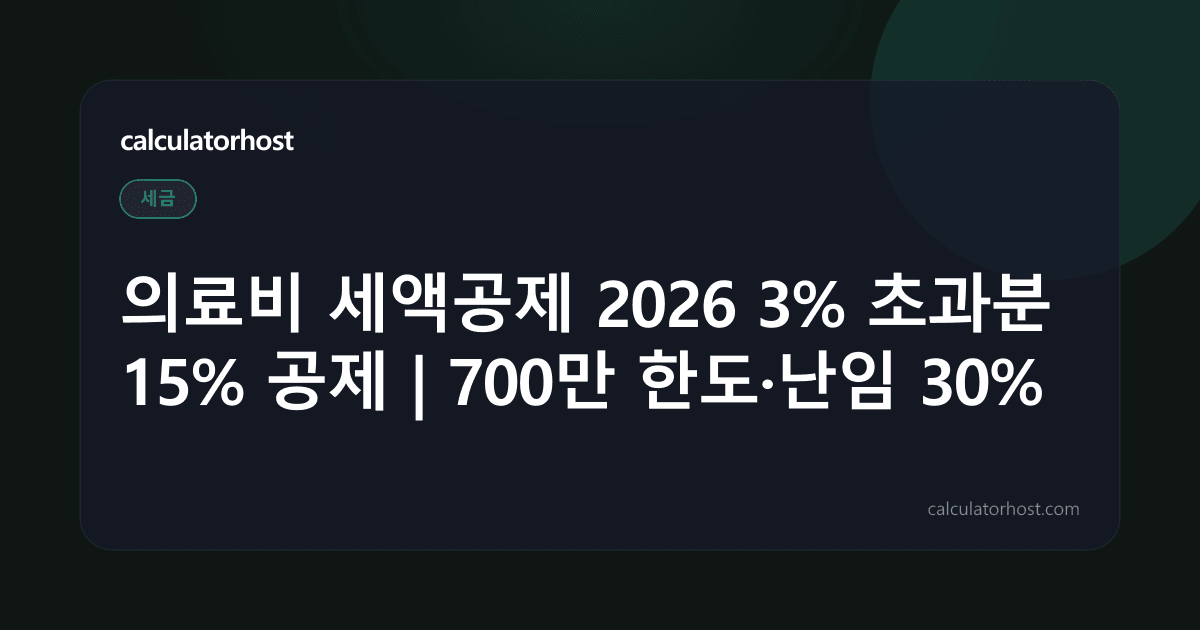 calculatorhost
세금
의료비 세액공제 2026 3% 초과분
15% 공제 | 700만 한도·난임 30%
calculatorhost.com